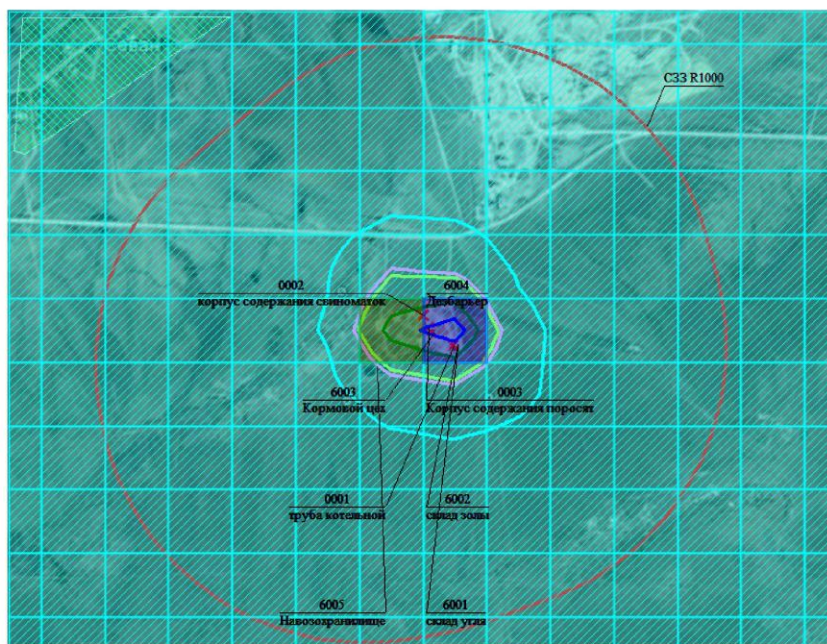 СЗЗ R1000
0002
корпус содержания свиноматок
6004
Дезбарьер
6003
Кормовой цех
0003
Корпус содержания поросят
0001
труба котельной
6002
склад золы
6005
Навозохранилище
6001
склад угля